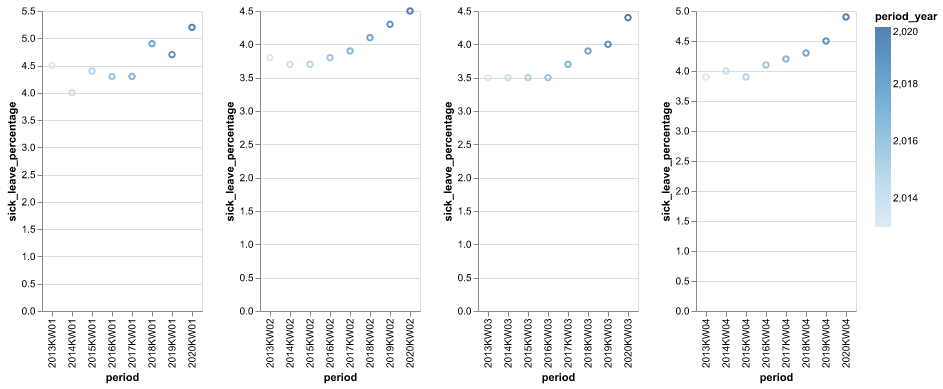 5.5
5.0
4.5
4.0
3.5
3.0
2.5
2.0
1.5
1.0
0.5
0.0
sick_leave_percentage
2013KW01
2014KW01
2015KW01
2016KW01
2017KW01
2018KW01
2019KW01
2020KW01
period
4.5
4.0
3.5
3.0
2.5
2.0
1.5
1.0
0.5
0.0
sick_leave_percentage
2013KW02
2014KW02
2015KW02
2016KW02
2017KW02
2018KW02
2019KW02
2020KW02
period
4.5
4.0
3.5
3.0
2.5
2.0
1.5
1.0
0.5
0.0
sick_leave_percentage
2013KW03
2014KW03
2015KW03
2016KW03
2017KW03
2018KW03
2019KW03
2020KW03
period
5.0
4.5
4.0
3.5
3.0
2.5
2.0
1.5
1.0
0.5
0.0
sick_leave_percentage
2013KW04
2014KW04
2015KW04
2016KW04
2017KW04
2018KW04
2019KW04
2020KW04
period
period_year
2,020
2,018
2,016
2,014